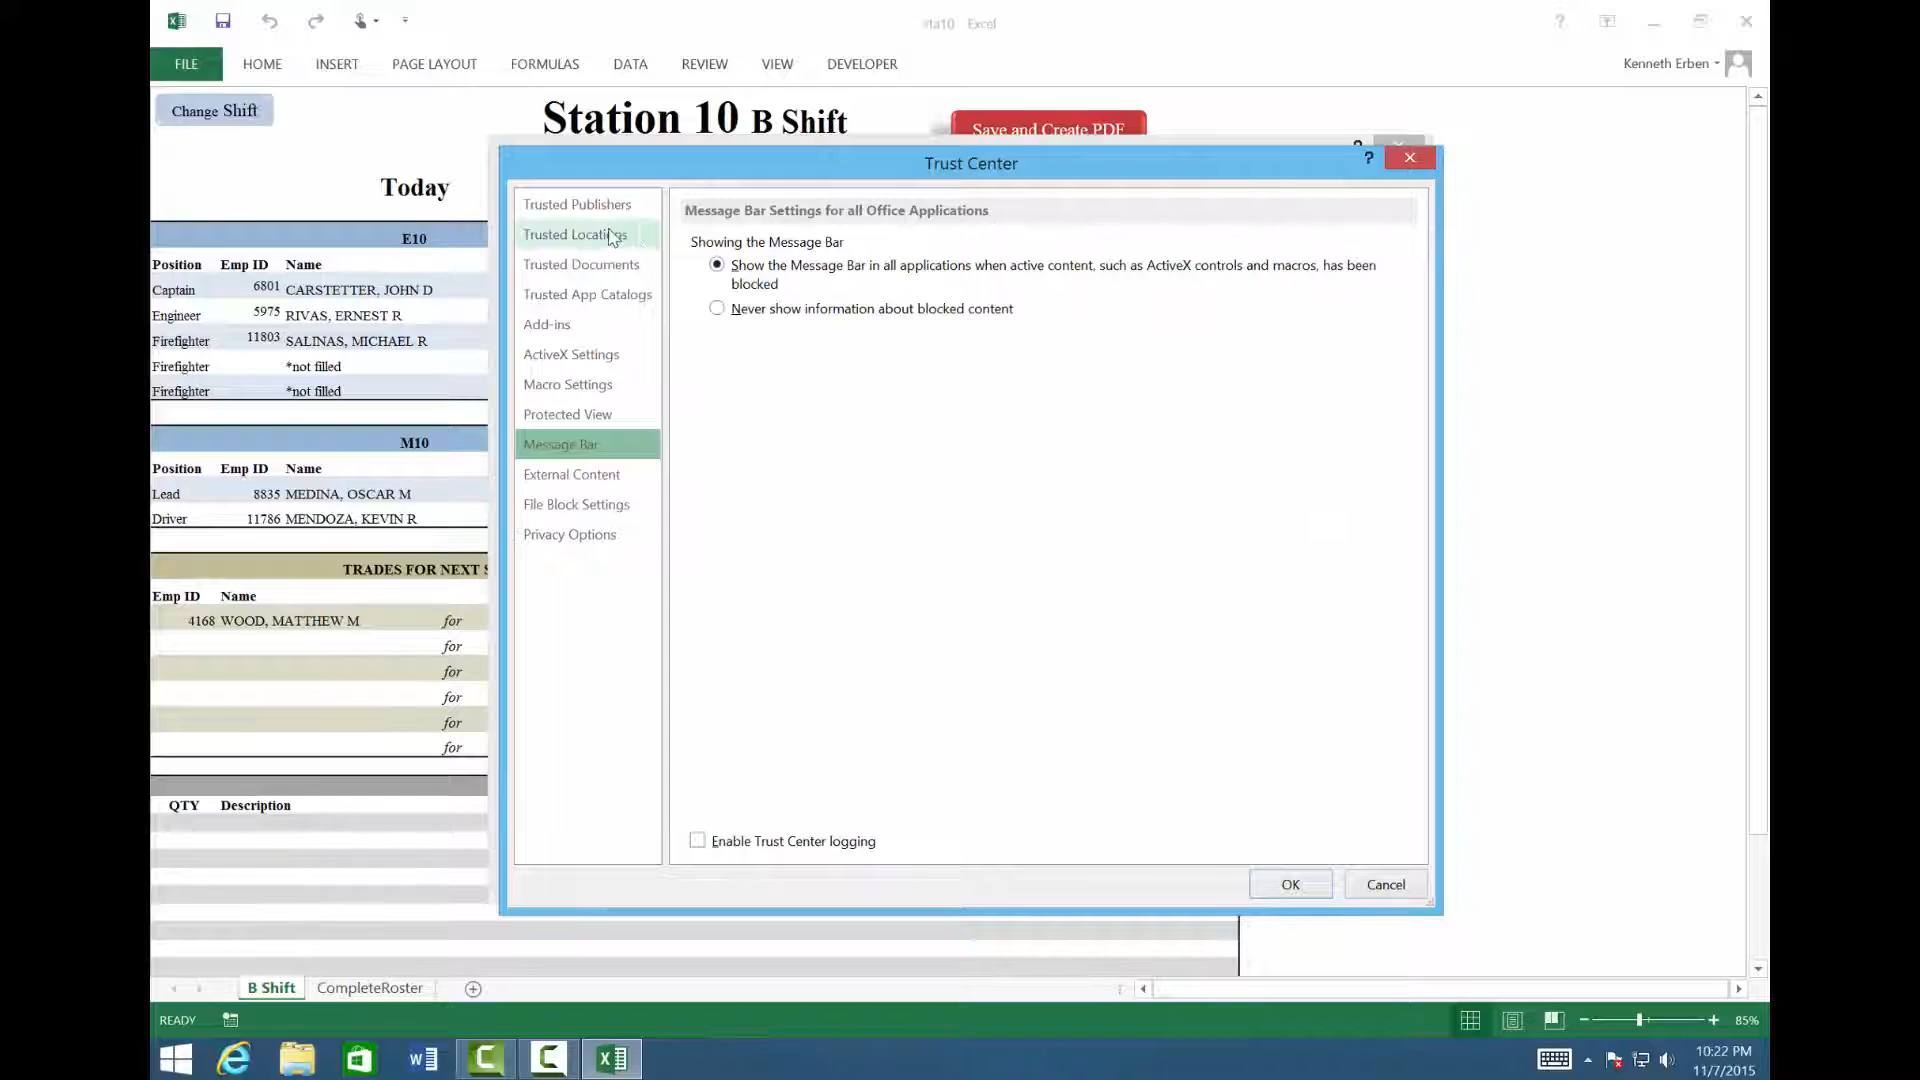 sta10 Excel
FILE HOME INSERT PAGE LAYOUT FORMULAS DATA REVIEW VIEW DEVELOPER Kenneth Erben
Change Shift
Station 10 B Shift
Save and Create PDF
Today
E10
Position Emp ID Name
Captain 6801 CARSTETTER, JOHN D
Engineer 5975 RIVAS, ERNEST R
Firefighter 11803 SALINAS, MICHAEL R
Firefighter *not filled
Firefighter *not filled
M10
Position Emp ID Name
Lead 8835 MEDINA, OSCAR M
Driver 11786 MENDOZA, KEVIN R
TRADES FOR NEXT S
Emp ID Name
4168 WOOD, MATTHEW M for
for
for
for
for
for
QTY Description
Trust Center
?
Trusted Publishers
Trusted Locations
Trusted Documents
Trusted App Catalogs
Add-ins
ActiveX Settings
Macro Settings
Protected View
Message Bar
External Content
File Block Settings
Privacy Options
Message Bar Settings for all Office Applications
Showing the Message Bar
Show the Message Bar in all applications when active content, such as ActiveX controls and macros, has been
blocked
Never show information about blocked content
Enable Trust Center logging
OK Cancel
B Shift CompleteRoster
READY 85%
10:22 PM
11/7/2015